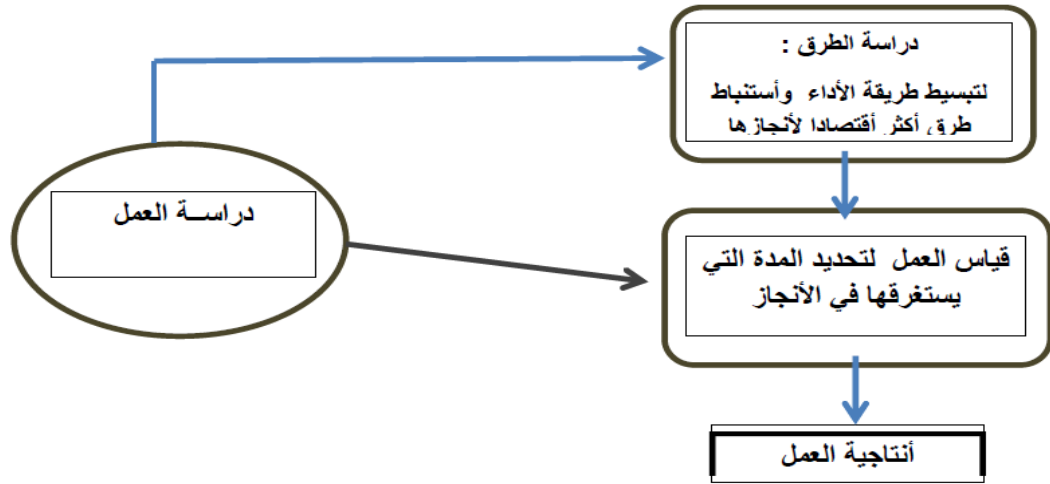 دراسة الطرق :
لتبسيط طريقة الأداء وأستنباط
طرق أكثر أقتصادا لأنجازها
دراســة العمل
قياس العمل لتحديد المدة التي
يستغرقها في الأنجاز
أنتاجية العمل